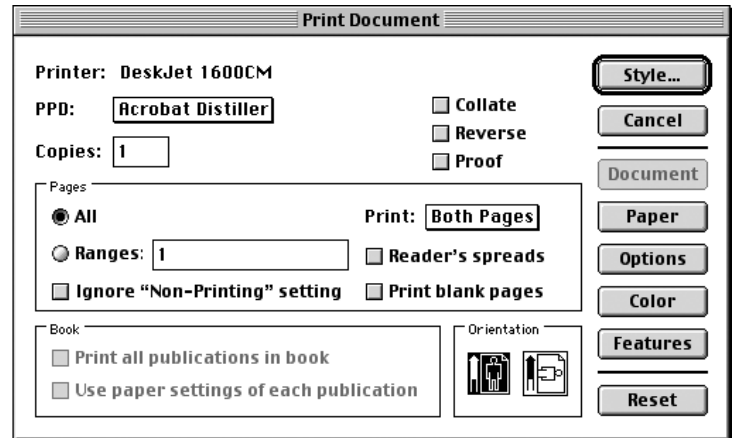 Print Document
Printer: DeskJet 1600CM
PPD: Acrobat Distiller
Copies: 1
Collate
Reverse
Proof
Pages
All
Print: Both Pages
Ranges: 1
Reader's spreads
Ignore “Non-Printing” setting
Print blank pages
Book
Print all publications in book
Use paper settings of each publication
Orientation
Style...
Cancel
Document
Paper
Options
Color
Features
Reset